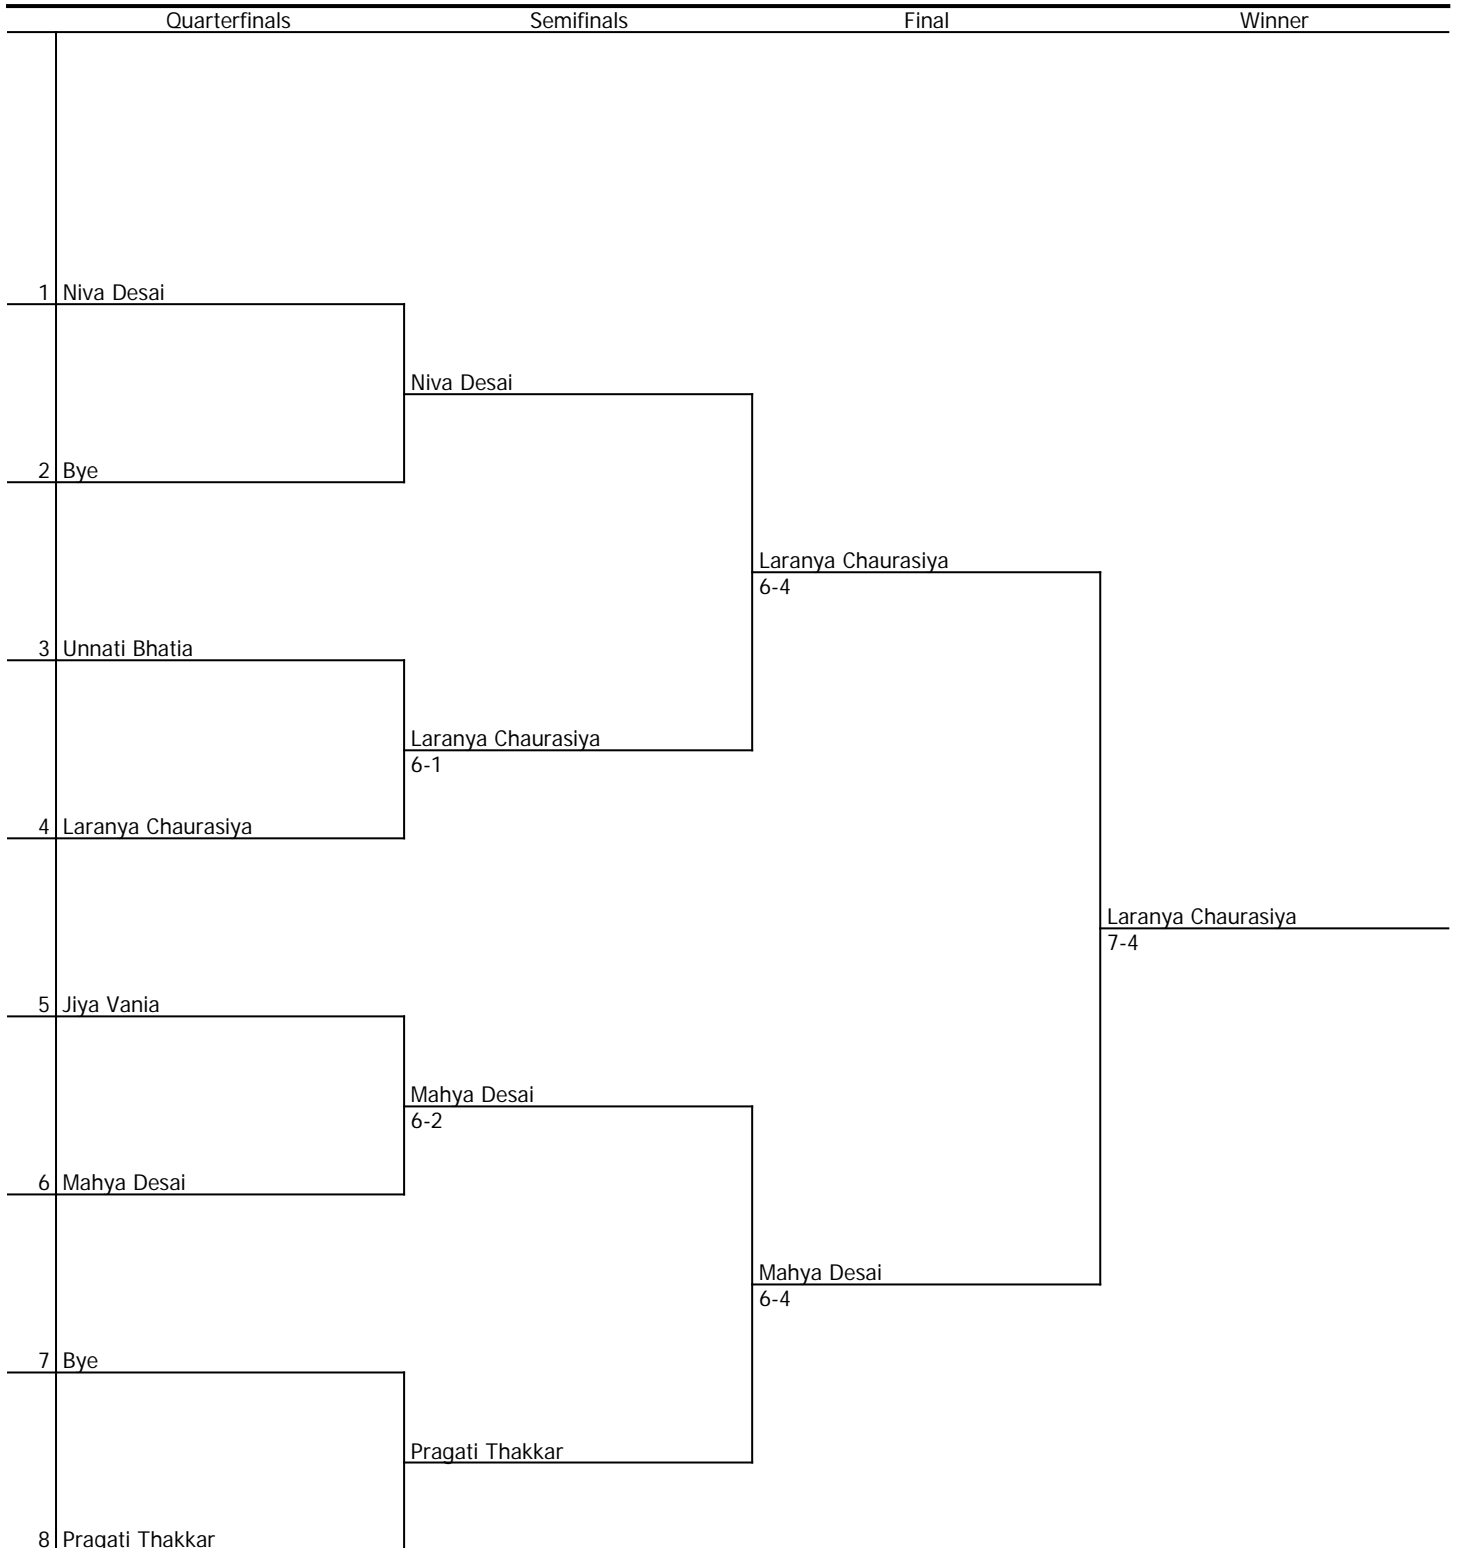 Quarterfinals Semifinals Final Winner
1 Niva Desai
Niva Desai
2 Bye
Laranya Chaurasiya
6-4
3 Unnati Bhatia
Laranya Chaurasiya
6-1
4 Laranya Chaurasiya
Laranya Chaurasiya
7-4
5 Jiya Vania
Mahya Desai
6-2
6 Mahya Desai
Mahya Desai
6-4
7 Bye
Pragati Thakkar
8 Pragati Thakkar